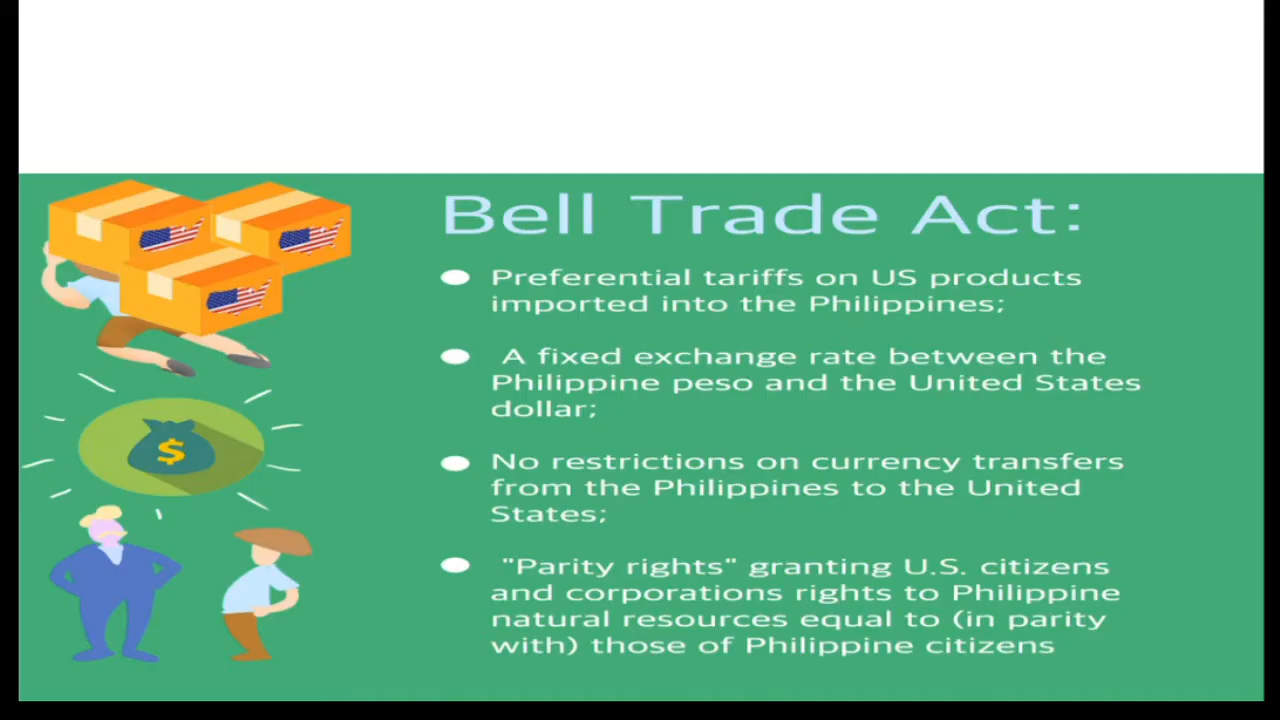 Bell Trade Act:
Preferential tariffs on US products
imported into the Philippines;
A fixed exchange rate between the
Philippine peso and the United States
dollar;
No restrictions on currency transfers
from the Philippines to the United
States;
"Parity rights" granting U.S. citizens
and corporations rights to Philippine
natural resources equal to (in parity
with) those of Philippine citizens
$